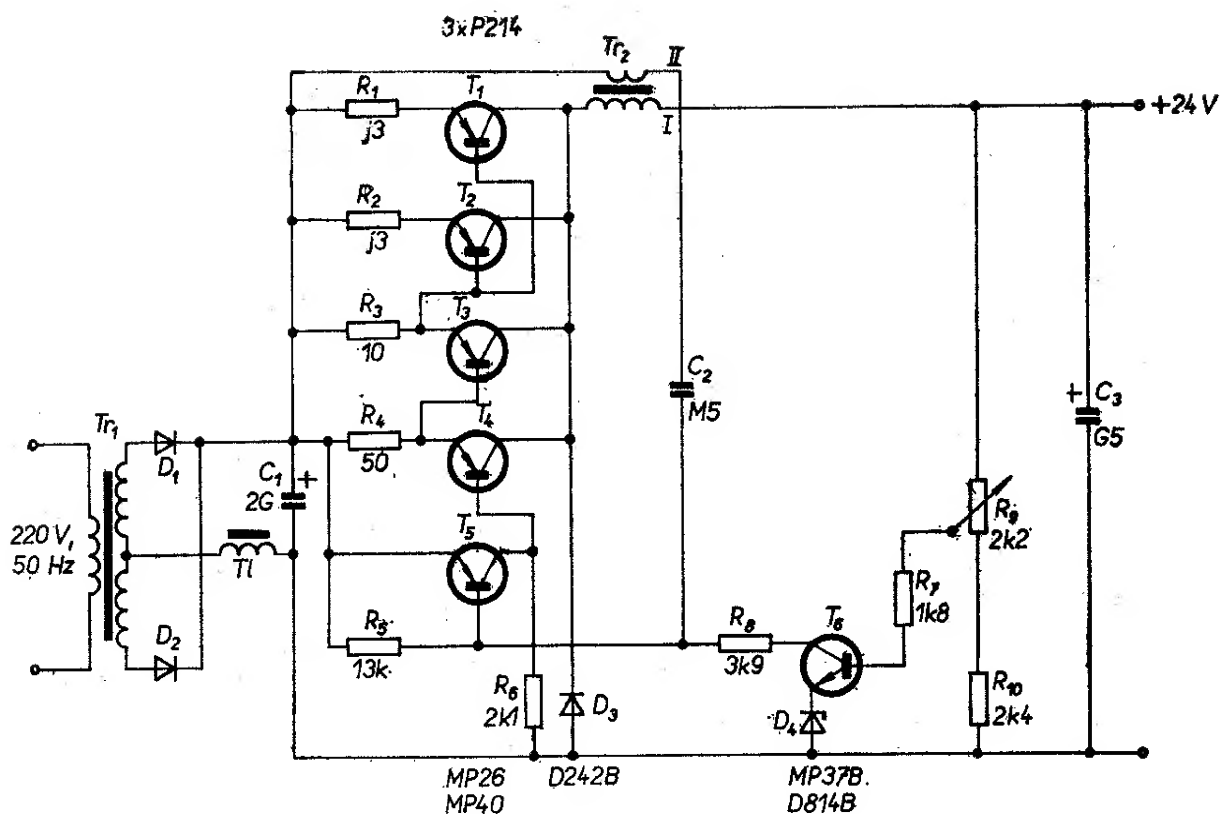 3xP214
Tr2
II
I
+24V
R1
j3
T1
R2
j3
T2
R3
10
T3
C2
M5
C3
+
G5
Tr1
D1
C1
+
2G
R4
50
T4
220 V,
50 Hz
Tl
T5
R9
2k2
R7
1k8
D2
R5
13k
R8
3k9
T6
R6
2k1
D3
D4
R10
2k4
MP26
MP40
D242B
MP37B
D814B